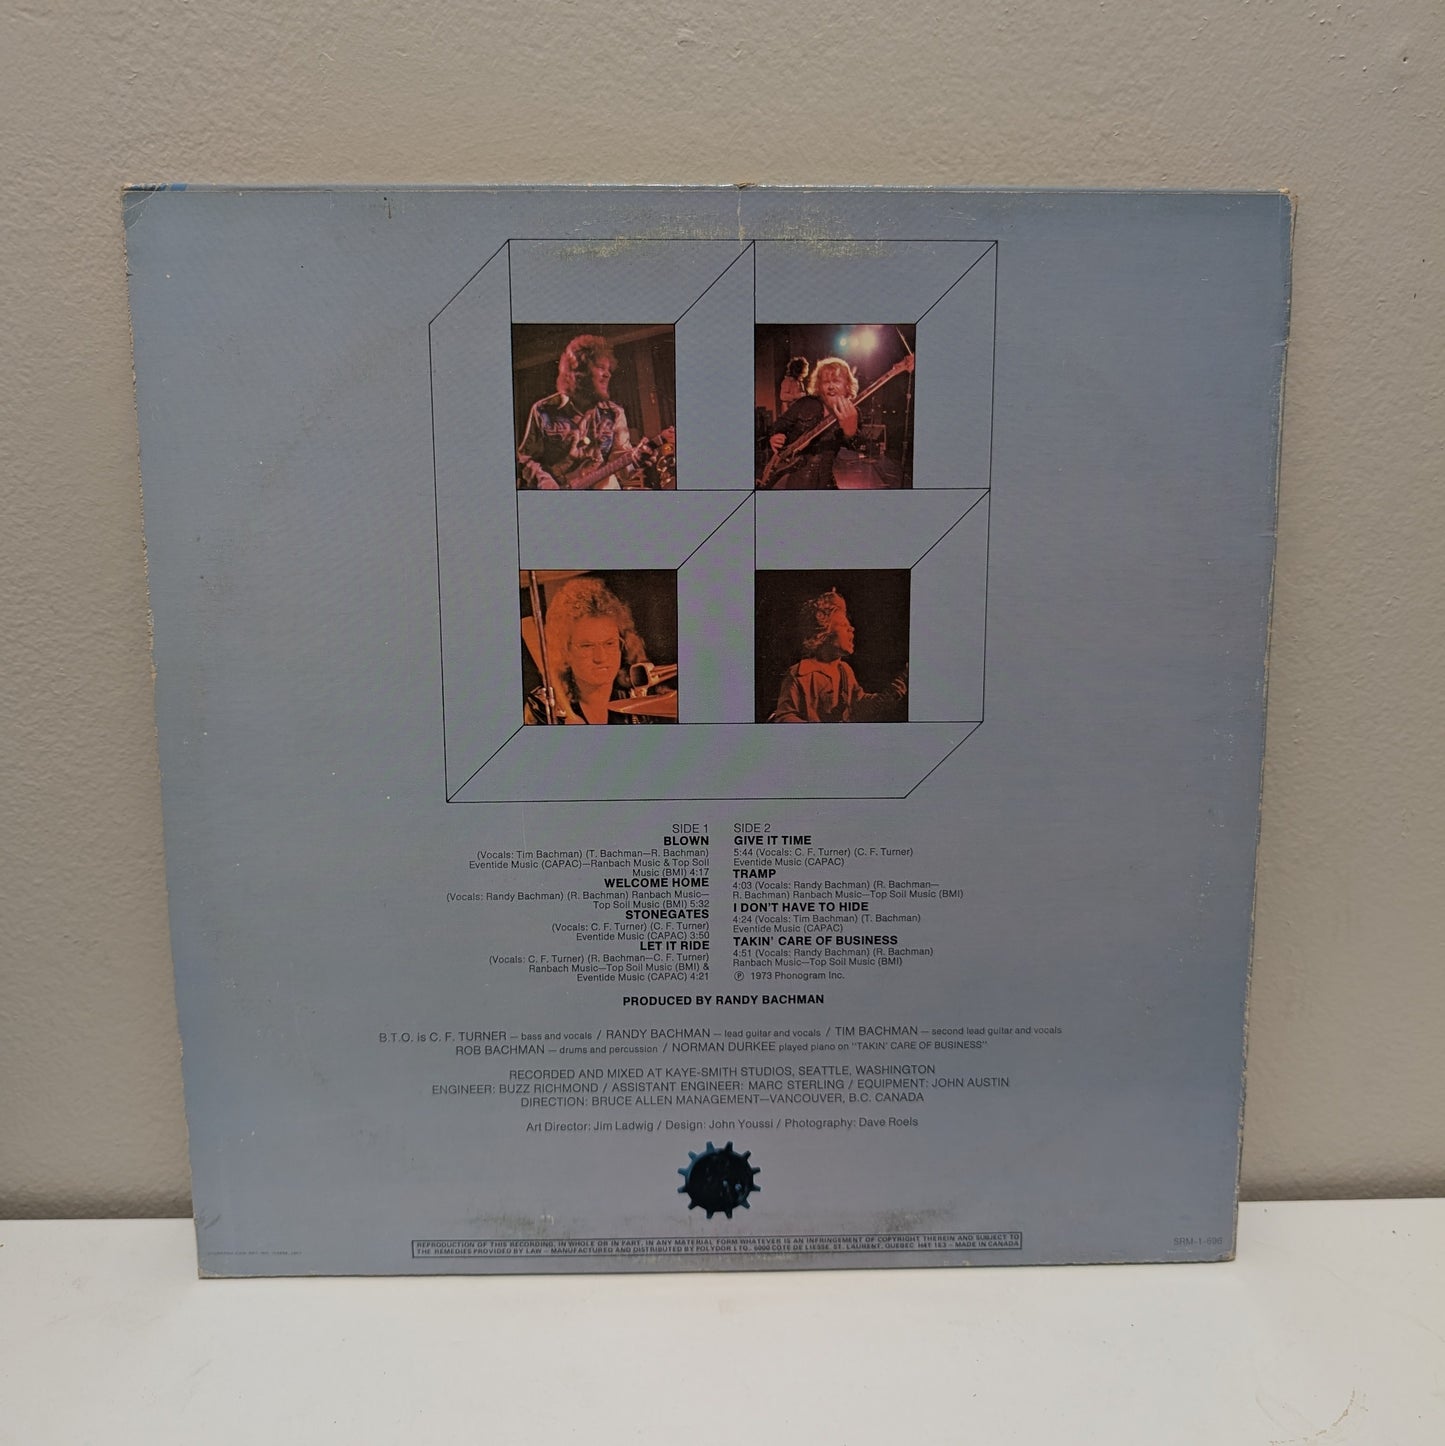 SIDE 1
BLOWN
(Vocals: Tim Bachman) (T. Bachman—R. Bachman)
Eventide Music (CAPAC)—Ranbach Music & Top Soil
Music (BMI) 4:17
WELCOME HOME
(Vocals: Randy Bachman) (R. Bachman) Ranbach Music—
Top Soil Music (BMI) 5:32
STONEGATES
(Vocals: C. F. Turner) (C. F. Turner)
Eventide Music (CAPAC) 3:50
LET IT RIDE
(Vocals: C. F. Turner) (R. Bachman—C. F. Turner)
Ranbach Music—Top Soil Music (BMI) &
Eventide Music (CAPAC) 4:21
SIDE 2
GIVE IT TIME
5:44 (Vocals: C. F. Turner) (C. F. Turner)
Eventide Music (CAPAC)
TRAMP
4:03 (Vocals: Randy Bachman) (R. Bachman—
R. Bachman) Ranbach Music—Top Soil Music (BMI)
I DON'T HAVE TO HIDE
4:24 (Vocals: Tim Bachman) (T. Bachman)
Eventide Music (CAPAC)
TAKIN' CARE OF BUSINESS
4:51 (Vocals: Randy Bachman) (R. Bachman)
Ranbach Music—Top Soil Music (BMI)
℗ 1973 Phonogram Inc.
PRODUCED BY RANDY BACHMAN
B.T.O. is C. F. TURNER — bass and vocals / RANDY BACHMAN — lead guitar and vocals / TIM BACHMAN — second lead guitar and vocals
ROB BACHMAN — drums and percussion / NORMAN DURKEE played piano on "TAKIN' CARE OF BUSINESS"
RECORDED AND MIXED AT KAYE-SMITH STUDIOS, SEATTLE, WASHINGTON
ENGINEER: BUZZ RICHMOND / ASSISTANT ENGINEER: MARC STERLING / EQUIPMENT: JOHN AUSTIN
DIRECTION: BRUCE ALLEN MANAGEMENT—VANCOUVER, B.C. CANADA
Art Director: Jim Ladwig / Design: John Youssi / Photography: Dave Roels
REPRODUCTION OF THIS RECORDING, IN WHOLE OR IN PART, IN ANY MATERIAL FORM WHATEVER IS AN INFRINGEMENT OF COPYRIGHT THEREIN AND SUBJECT TO
THE REMEDIES PROVIDED BY LAW — MANUFACTURED AND DISTRIBUTED BY POLYDOR LTD. 6000 COTE DE LIESSE ST. LAURENT, QUEBEC H4T 1E3 — MADE IN CANADA
SRM-1-696